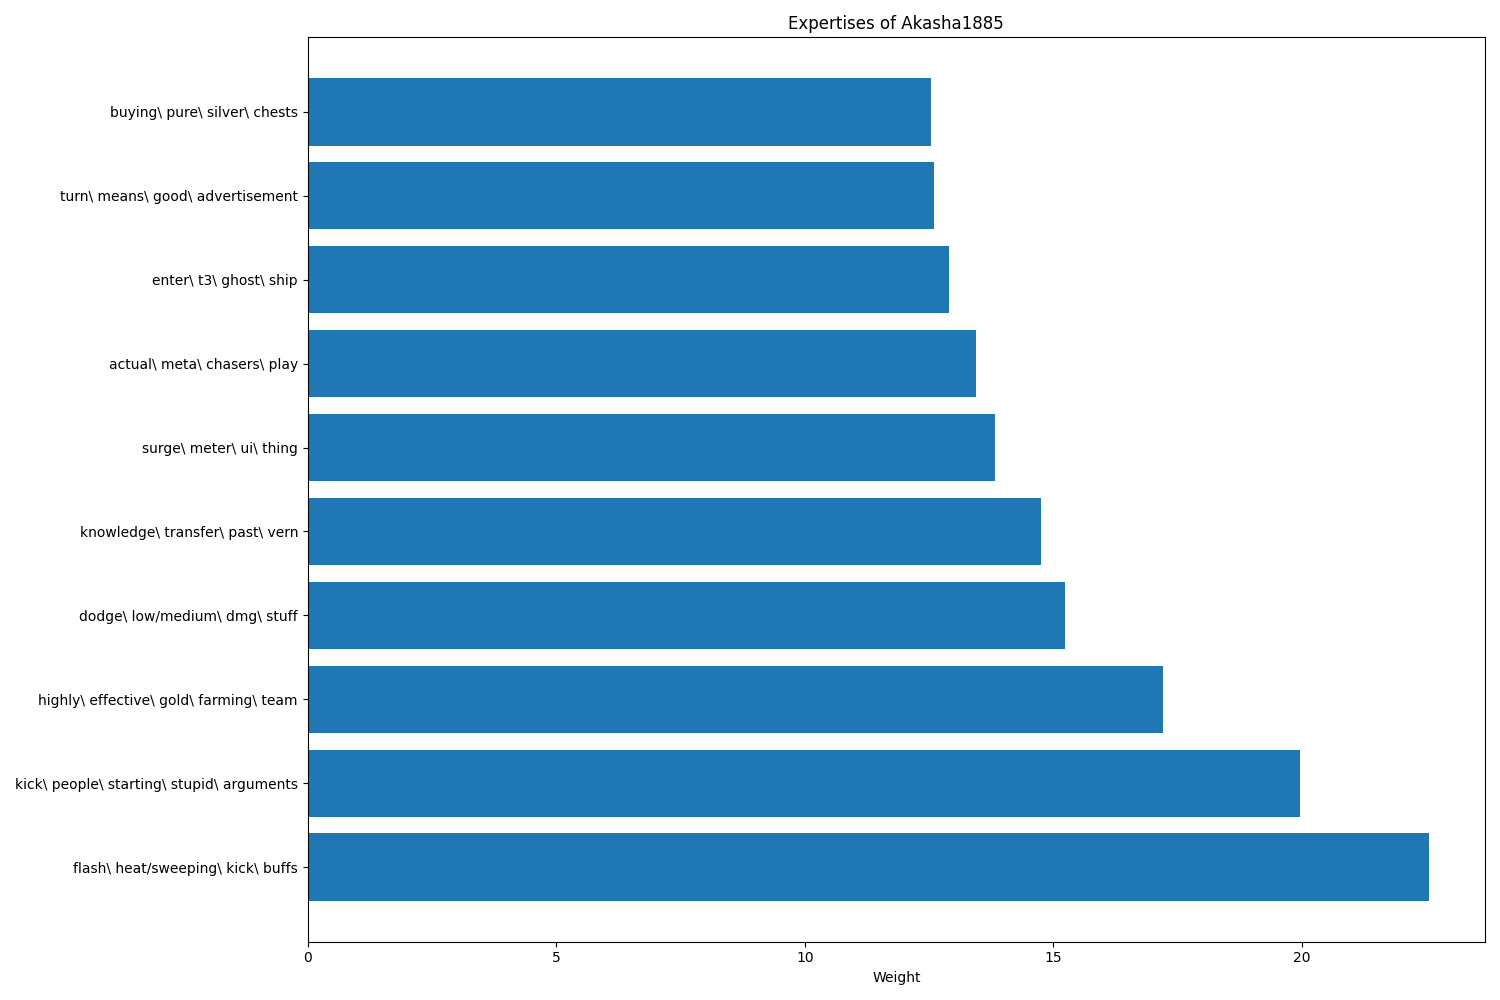 Expertises of Akasha1885
buying\ pure\ silver\ chests
turn\ means\ good\ advertisement
enter\ t3\ ghost\ ship
actual\ meta\ chasers\ play
surge\ meter\ ui\ thing
knowledge\ transfer\ past\ vern
dodge\ low/medium\ dmg\ stuff
highly\ effective\ gold\ farming\ team
kick\ people\ starting\ stupid\ arguments
flash\ heat/sweeping\ kick\ buffs
0 5 10 15 20
Weight